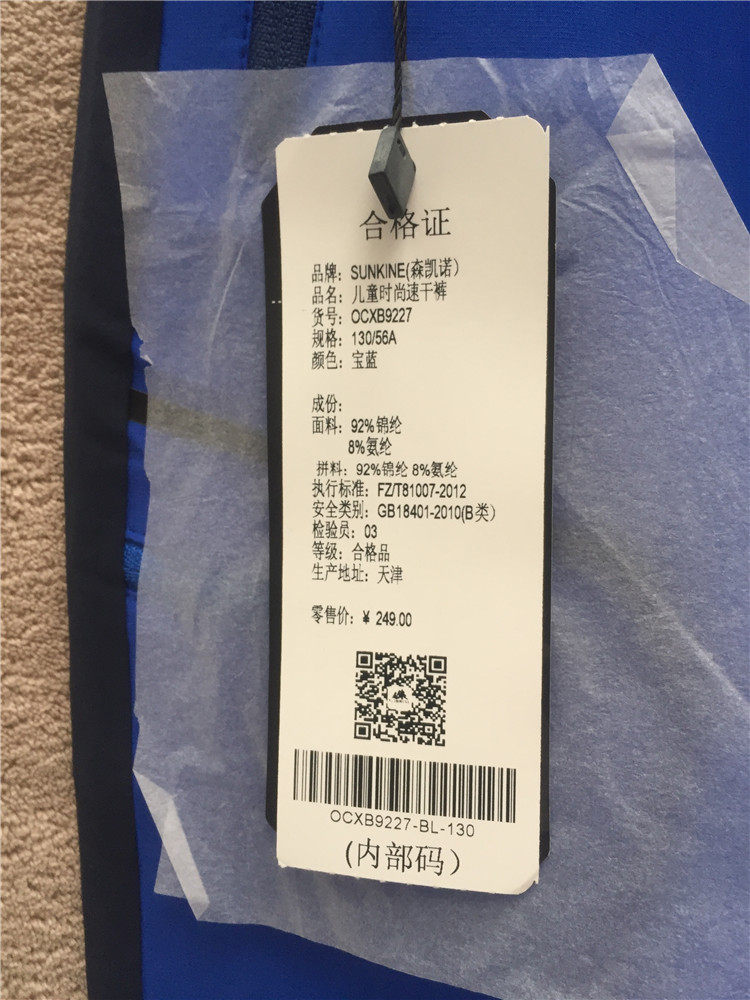 合格证
品牌：SUNKINE(森凯诺)
品名：儿童时尚速干裤
货号：OCXB9227
规格：130/56A
颜色：宝蓝
成份：
面料：92%锦纶
8%氨纶
拼料：92%锦纶 8%氨纶
执行标准：FZ/T81007-2012
安全类别：GB18401-2010(B类)
检验员：03
等级：合格品
生产地址：天津
零售价：¥ 249.00
OCXB9227-BL-130
(内部码)